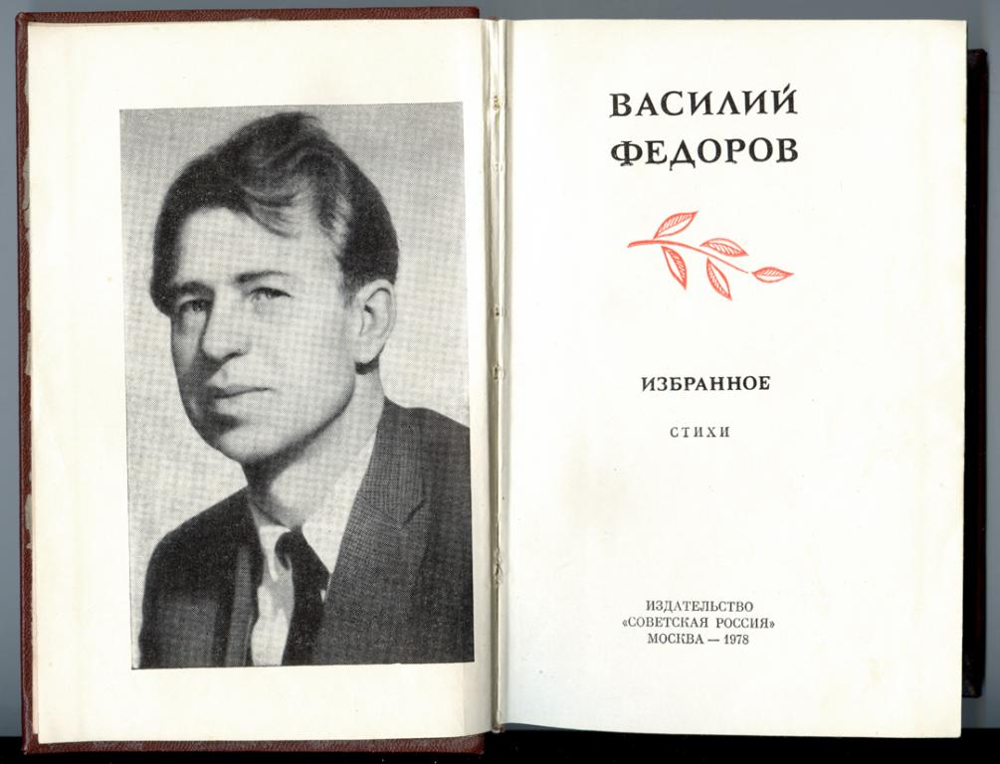 ВАСИЛИЙ
ФЕДОРОВ
ИЗБРАННОЕ
СТИХИ
ИЗДАТЕЛЬСТВО
«СОВЕТСКАЯ РОССИЯ»
МОСКВА — 1978